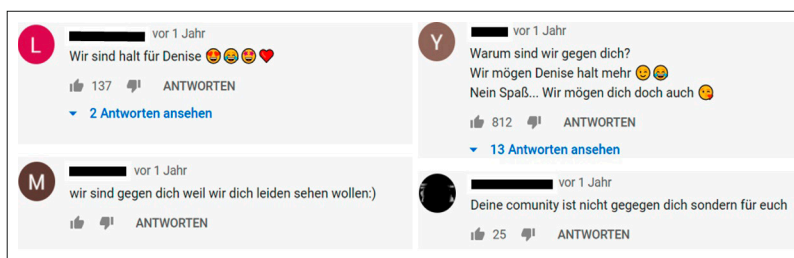 L
vor 1 Jahr
Wir sind halt für Denise 😍😂🤩❤️
137 ANTWORTEN
2 Antworten ansehen
M
vor 1 Jahr
wir sind gegen dich weil wir dich leiden sehen wollen:)
ANTWORTEN
Y
vor 1 Jahr
Warum sind wir gegen dich?
Wir mögen Denise halt mehr 😉😂
Nein Spaß... Wir mögen dich doch auch 😘
812 ANTWORTEN
13 Antworten ansehen
vor 1 Jahr
Deine comunity ist nicht gegegen dich sondern für euch
25 ANTWORTEN